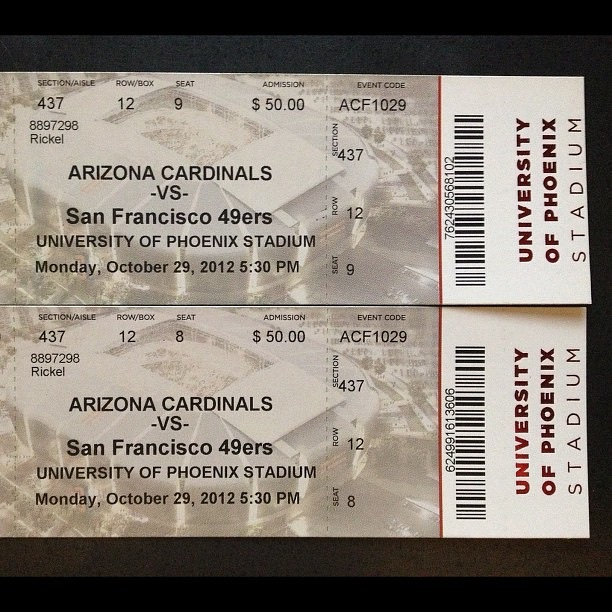 SECTION/AISLE ROW/BOX SEAT ADMISSION EVENT CODE
437 12 9 $ 50.00 ACF1029
8897298
Rickel
ARIZONA CARDINALS
-VS-
San Francisco 49ers
UNIVERSITY OF PHOENIX STADIUM
Monday, October 29, 2012 5:30 PM
SECTION
437
ROW
12
SEAT
9
762430568102
UNIVERSITY
OF PHOENIX
STADIUM
SECTION/AISLE ROW/BOX SEAT ADMISSION EVENT CODE
437 12 8 $ 50.00 ACF1029
8897298
Rickel
ARIZONA CARDINALS
-VS-
San Francisco 49ers
UNIVERSITY OF PHOENIX STADIUM
Monday, October 29, 2012 5:30 PM
SECTION
437
ROW
12
SEAT
8
624991613606
UNIVERSITY
OF PHOENIX
STADIUM